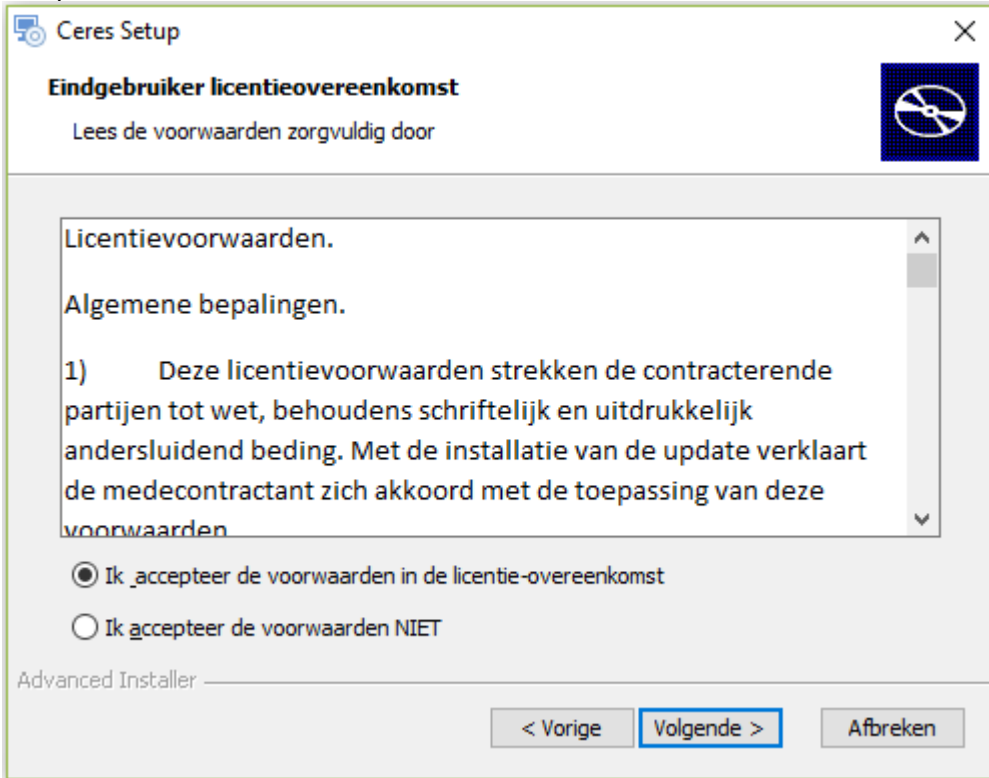 Ceres Setup
Eindgebruiker licentieovereenkomst
Lees de voorwaarden zorgvuldig door
Licentievoorwaarden.
Algemene bepalingen.
1) Deze licentievoorwaarden strekken de contracterende
partijen tot wet, behoudens schriftelijk en uitdrukkelijk
andersluidend beding. Met de installatie van de update verklaart
de medecontractant zich akkoord met de toepassing van deze
voorwaarden
Ik _accepteer de voorwaarden in de licentie-overeenkomst
Ik accepteer de voorwaarden NIET
Advanced Installer
< Vorige
Volgende >
Afbreken